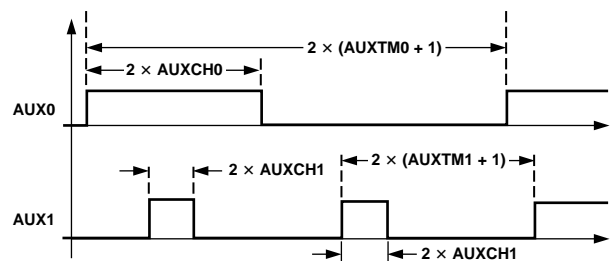 2 × (AUXTM0 + 1)
2 × AUXCH0
AUX0
2 × (AUXTM1 + 1)
2 × AUXCH1
AUX1
2 × AUXCH1